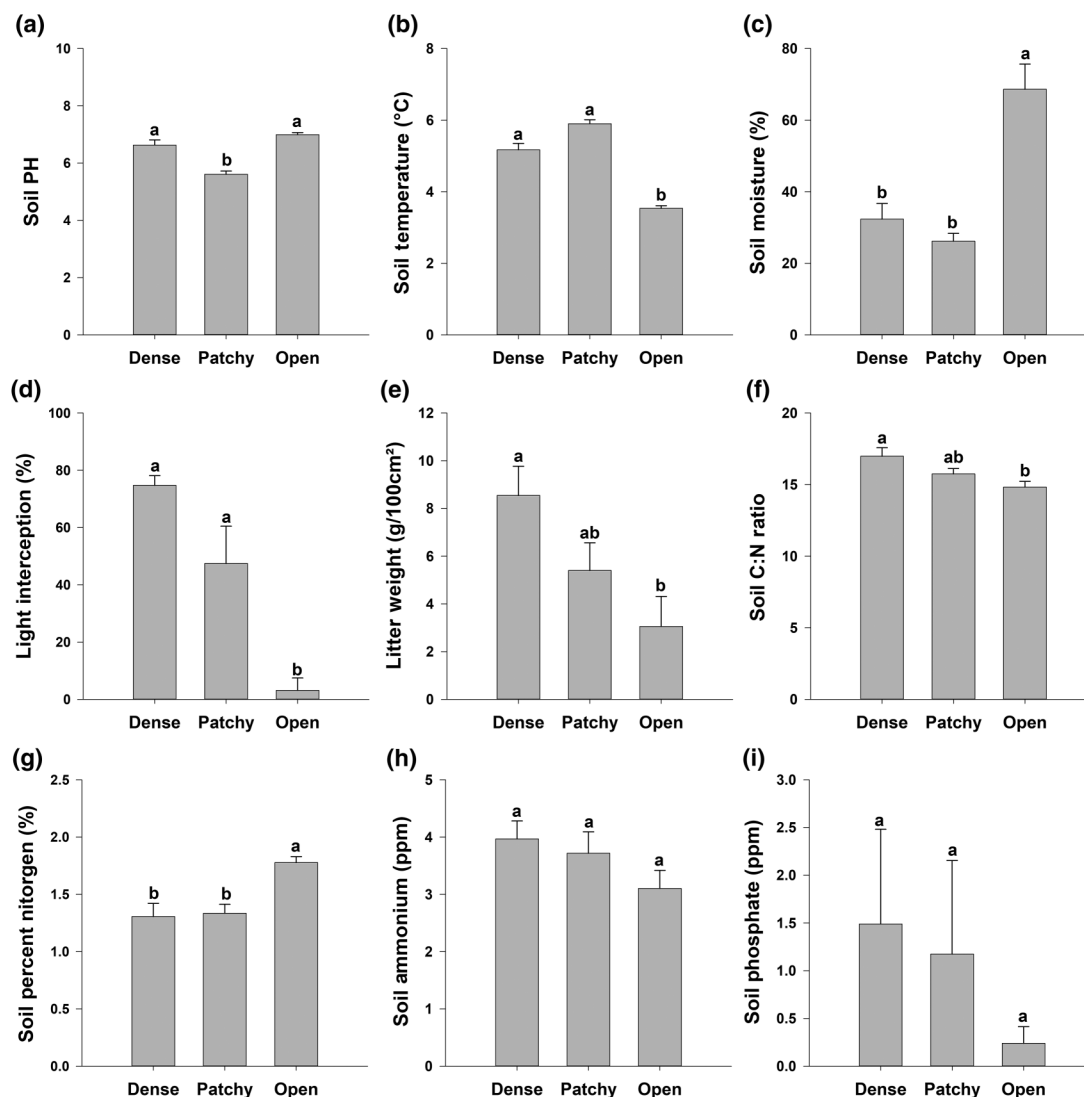 (a)
Soil PH
10
8
6
4
2
0
a
b
a
Dense Patchy Open
(b)
Soil temperature (°C)
8
6
4
2
0
a
a
b
Dense Patchy Open
(c)
Soil moisture (%)
80
60
40
20
0
b
b
a
Dense Patchy Open
(d)
Light interception (%)
100
80
60
40
20
0
a
a
b
Dense Patchy Open
(e)
Litter weight (g/100cm²)
12
10
8
6
4
2
0
a
ab
b
Dense Patchy Open
(f)
Soil C:N ratio
20
15
10
5
0
a
ab
b
Dense Patchy Open
(g)
Soil percent nitorgen (%)
2.5
2.0
1.5
1.0
0.5
0.0
b
b
a
Dense Patchy Open
(h)
Soil ammonium (ppm)
5
4
3
2
1
0
a
a
a
Dense Patchy Open
(i)
Soil phosphate (ppm)
3.0
2.5
2.0
1.5
1.0
0.5
0.0
a
a
a
Dense Patchy Open